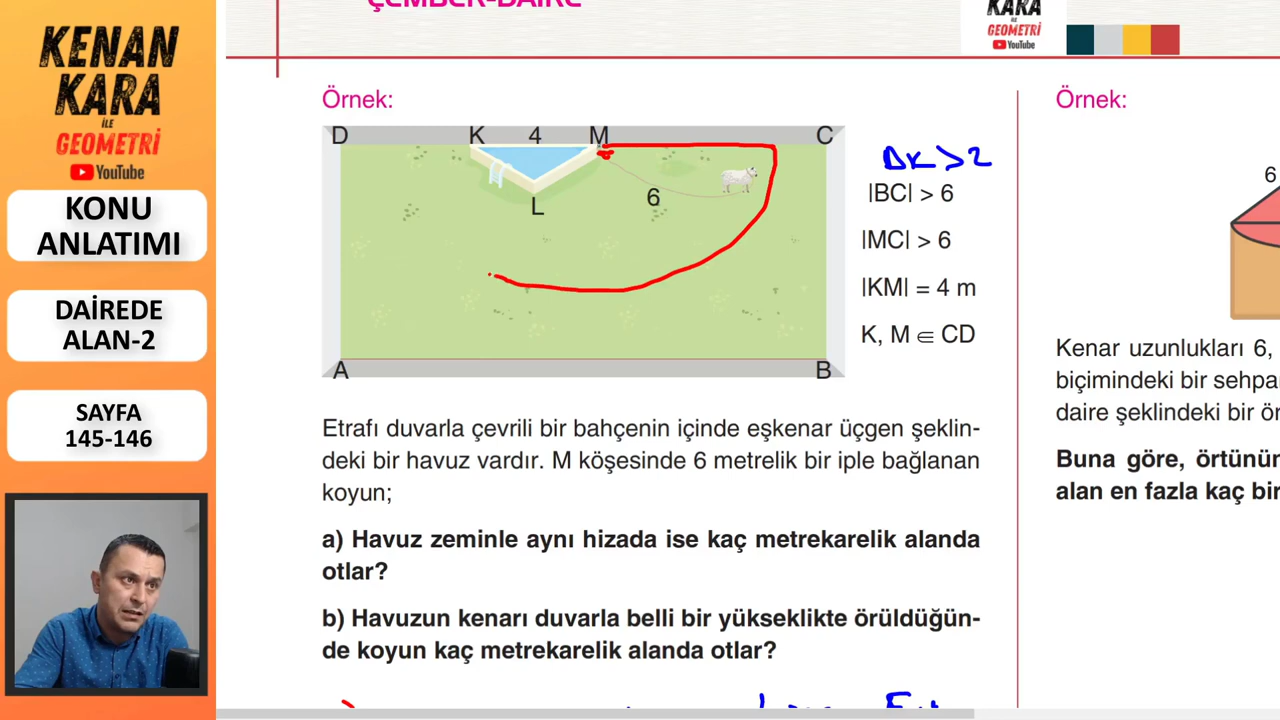 ÇEMBER-DAİRE
KENAN
KARA
İLE
GEOMETRİ
YouTube
KONU
ANLATIMI
DAİREDE
ALAN-2
SAYFA
145-146
KARA
İLE
GEOMETRİ
YouTube
Örnek:
D K 4 M C
6
L
A B
DK > 2
|BC| > 6
|MC| > 6
|KM| = 4 m
K, M ∈ CD
Etrafı duvarla çevrili bir bahçenin içinde eşkenar üçgen şeklin-
deki bir havuz vardır. M köşesinde 6 metrelik bir iple bağlanan
koyun;
a) Havuz zeminle aynı hizada ise kaç metrekarelik alanda
otlar?
b) Havuzun kenarı duvarla belli bir yükseklikte örüldüğün-
de koyun kaç metrekarelik alanda otlar?
Örnek:
6
Kenar uzunlukları 6,
biçimindeki bir sehpa
daire şeklindeki bir ör
Buna göre, örtünün
alan en fazla kaç bir